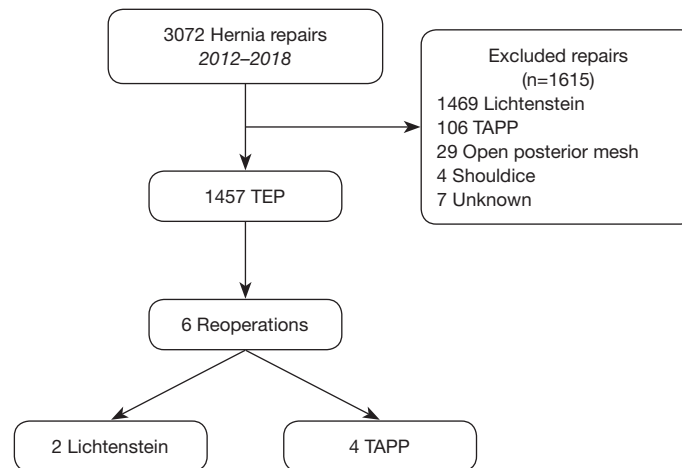 3072 Hernia repairs
2012–2018
Excluded repairs
(n=1615)
1469 Lichtenstein
106 TAPP
29 Open posterior mesh
4 Shouldice
7 Unknown
1457 TEP
6 Reoperations
2 Lichtenstein
4 TAPP